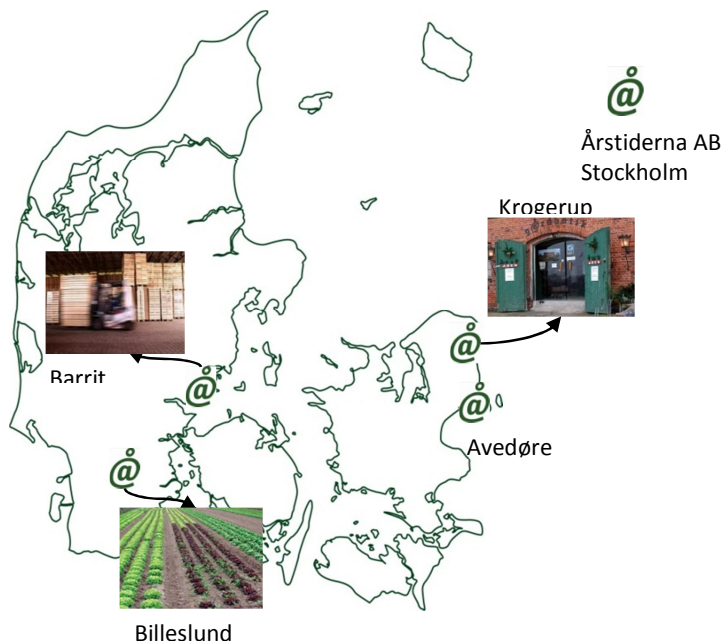 å
Årstiderna AB
Stockholm
Krogerup
å
Barrit
å
å
Avedøre
å
Billeslund